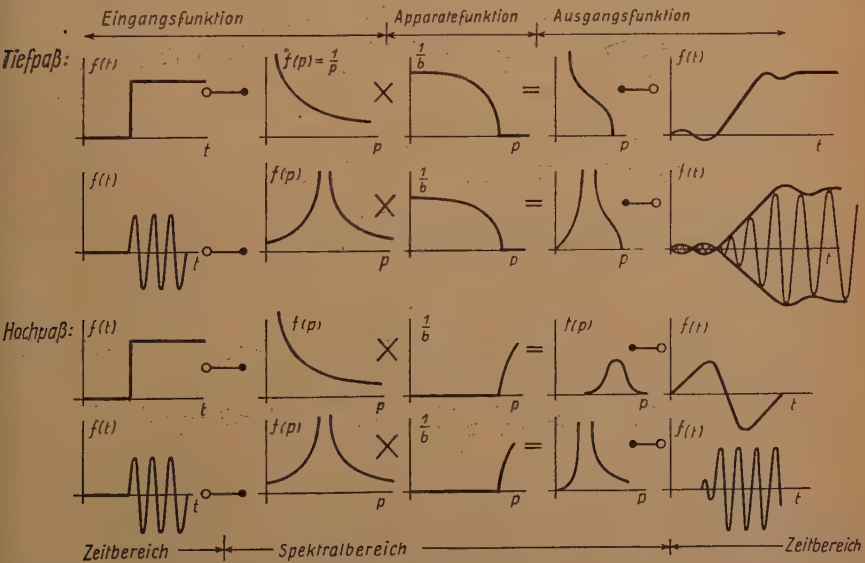 Eingangsfunktion Apparatefunktion Ausgangsfunktion
Tiefpaß: f(t) t f(p) = 1/p p 1/b p p f(t) t
f(t) t f(p) p 1/b p p f(t) t
Hochpaß: f(t) t f(p) p 1/b p f(p) p f(t) t
f(t) t f(p) p 1/b p p f(t) t
Zeitbereich Spektralbereich Zeitbereich